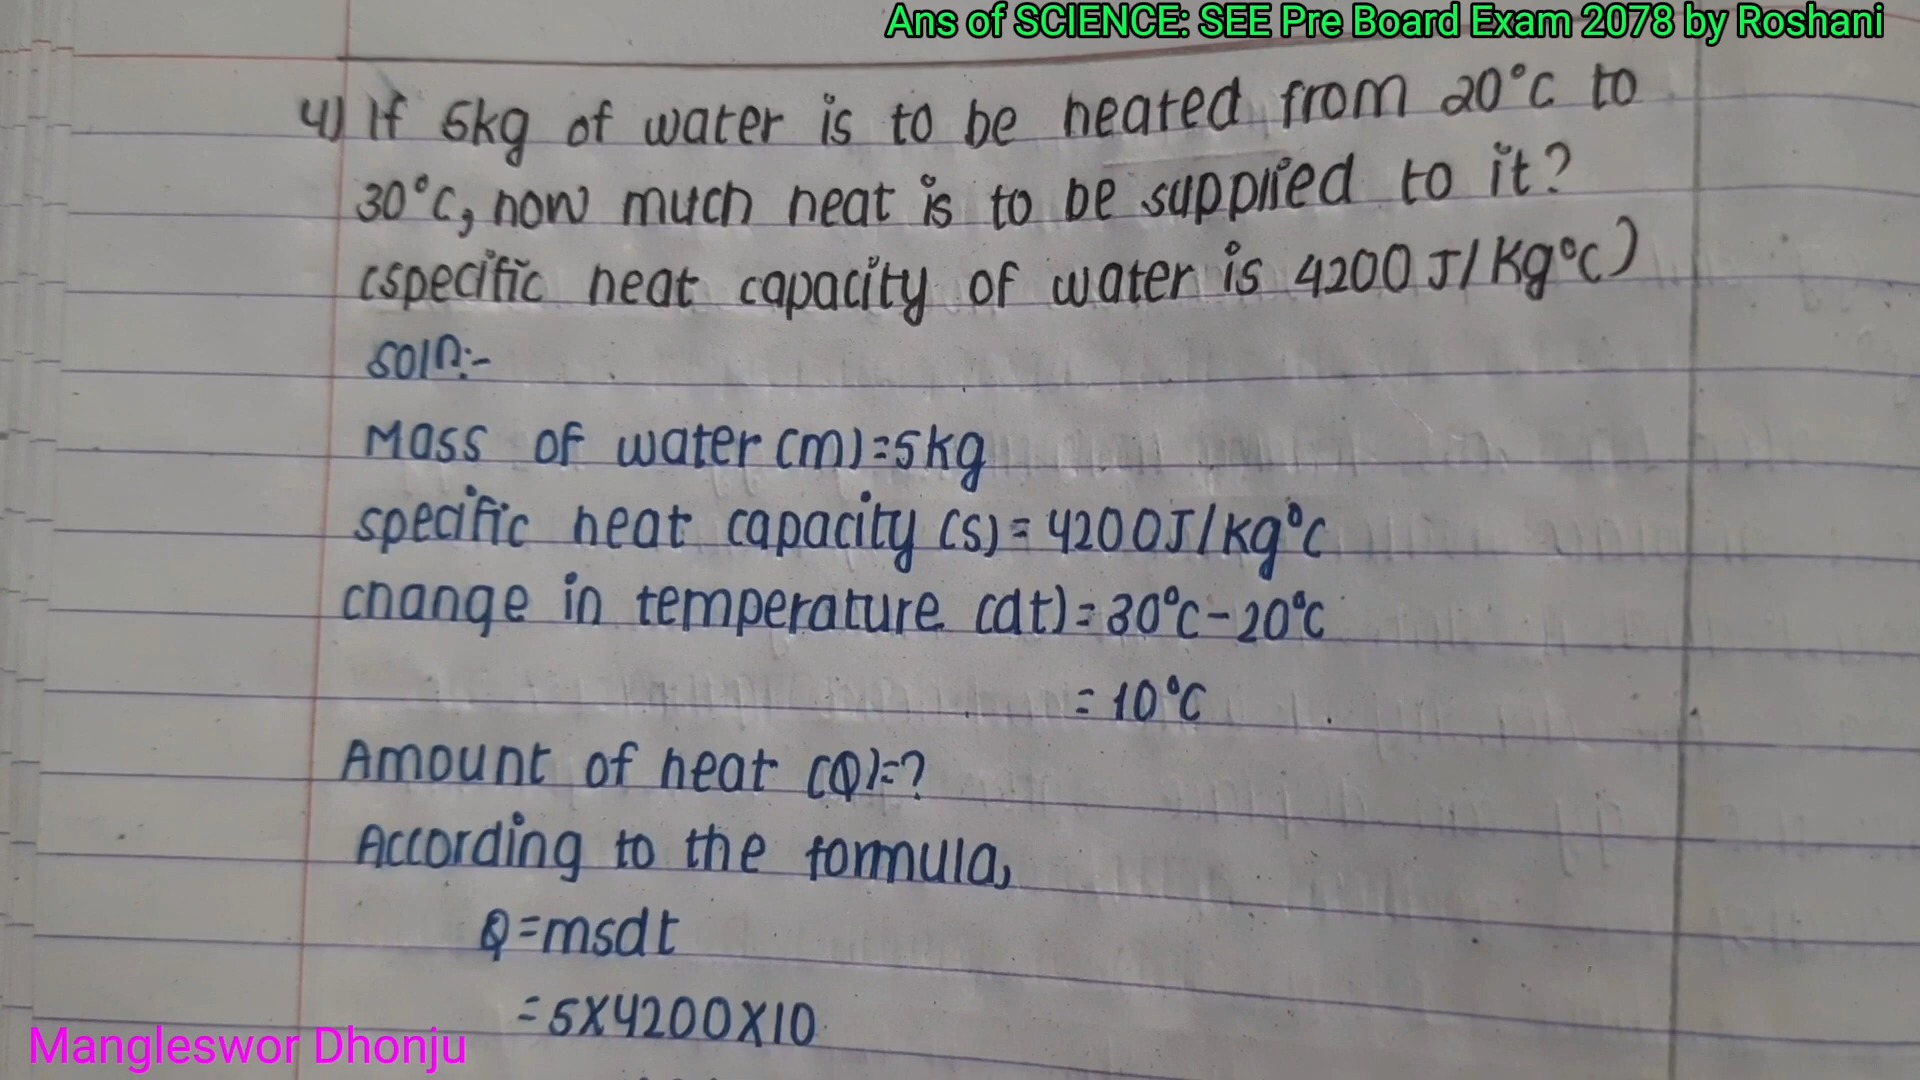 Ans of SCIENCE: SEE Pre Board Exam 2078 by Roshani
4) If 5kg of water is to be heated from 20°C to
30°C, how much heat is to be supplied to it?
(specific heat capacity of water is 4200 J/Kg°C)
Soln:-
Mass of water (m)=5kg
specific heat capacity (s)= 4200J/kg°C
change in temperature (dt)= 30°C-20°C
= 10°C
Amount of heat (Q)=?
According to the formula,
Q=msdt
=5X4200X10
Mangleswor Dhonju